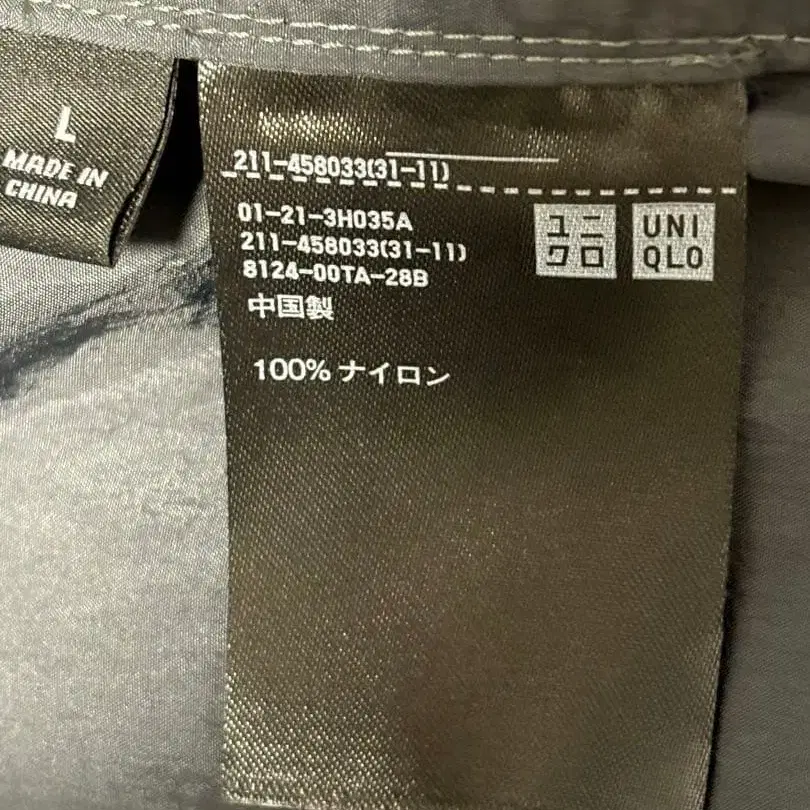 L
MADE IN
CHINA
211-458033(31-11)
01-21-3H035A
211-458033(31-11)
8124-00TA-28B
中国製
100% ナイロン
ユニ
クロ
UNI
QLO